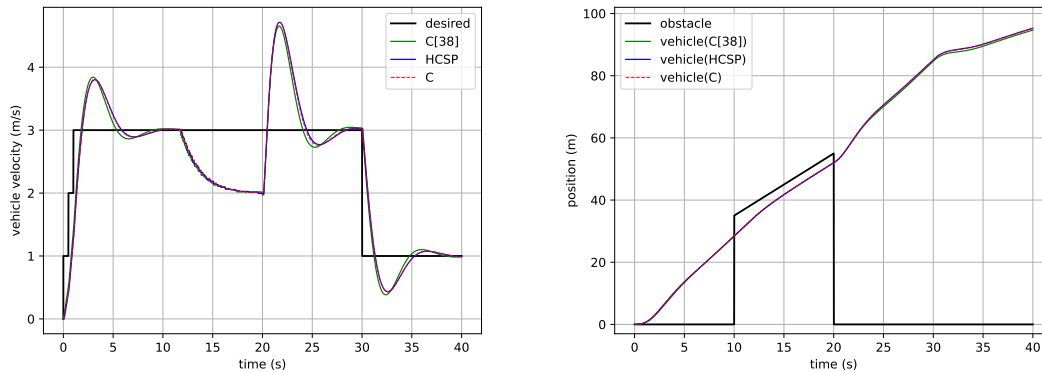 desired
C[38]
HCSP
C
vehicle velocity (m/s)
4
3
2
1
0
0 5 10 15 20 25 30 35 40
time (s)
obstacle
vehicle(C[38])
vehicle(HCSP)
vehicle(C)
position (m)
100
80
60
40
20
0
0 5 10 15 20 25 30 35 40
time (s)